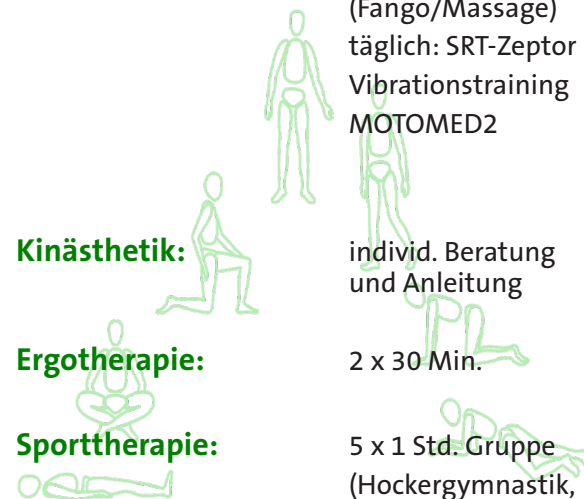 (Fango/Massage)
täglich: SRT-Zeptor
Vibrationstraining
MOTOMED2
Kinästhetik: individ. Beratung
und Anleitung
Ergotherapie: 2 x 30 Min.
Sporttherapie: 5 x 1 Std. Gruppe
(Hockergymnastik,